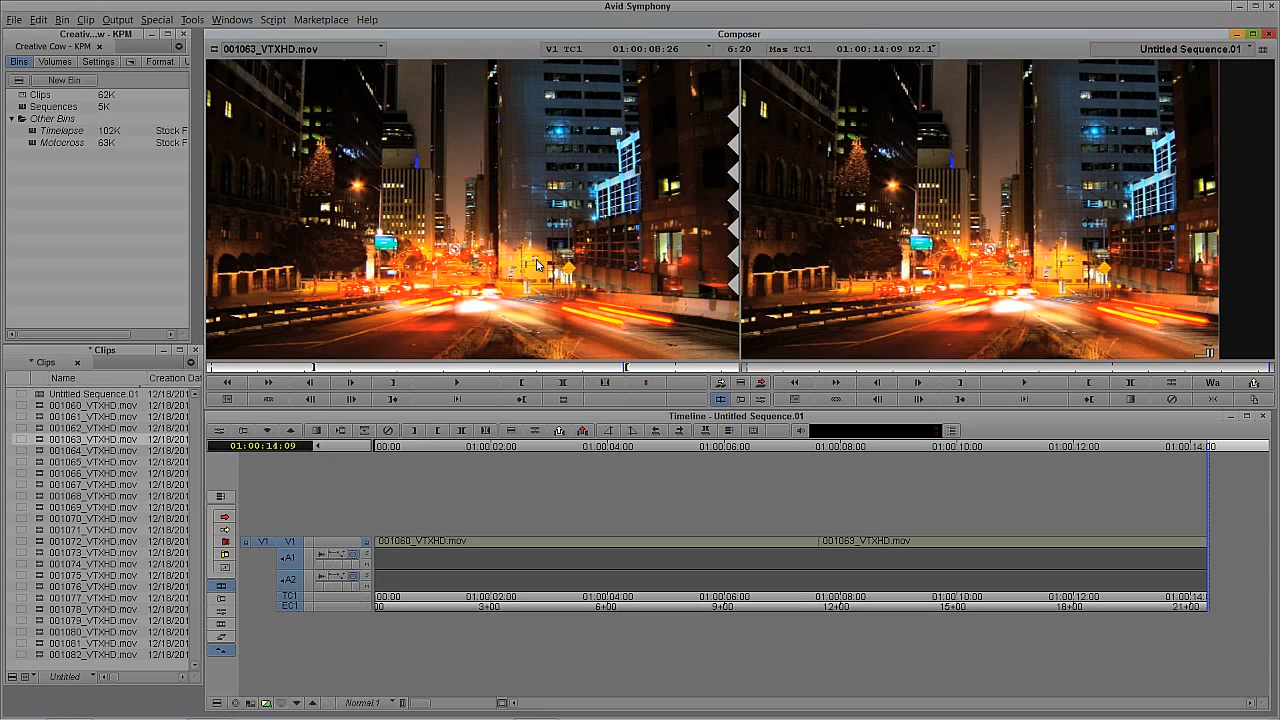 Avid Symphony
File Edit Bin Clip Output Special Tools Windows Script Marketplace Help
Creativ...w - KPM
Creative Cow - KPM
Bins Volumes Settings Format
New Bin
Clips 62K
Sequences 5K
Other Bins
Timelapse 102K Stock F
Motocross 63K Stock F
Composer
001063_VTXHD.mov V1 TC1 01:00:08:26 6:20 Mas TC1 01:00:14:09 D2.1 Untitled Sequence.01
Wa
* Clips
* Clips
Name Creation Dat
Untitled Sequence.01 12/18/201
001060_VTXHD.mov 12/18/201
001061_VTXHD.mov 12/18/201
001062_VTXHD.mov 12/18/201
001063_VTXHD.mov 12/18/201
001064_VTXHD.mov 12/18/201
001065_VTXHD.mov 12/18/201
001066_VTXHD.mov 12/18/201
001067_VTXHD.mov 12/18/201
001068_VTXHD.mov 12/18/201
001069_VTXHD.mov 12/18/201
001070_VTXHD.mov 12/18/201
001071_VTXHD.mov 12/18/201
001072_VTXHD.mov 12/18/201
001073_VTXHD.mov 12/18/201
001074_VTXHD.mov 12/18/201
001075_VTXHD.mov 12/18/201
001076_VTXHD.mov 12/18/201
001077_VTXHD.mov 12/18/201
001078_VTXHD.mov 12/18/201
001079_VTXHD.mov 12/18/201
001080_VTXHD.mov 12/18/201
001081_VTXHD.mov 12/18/201
001082_VTXHD.mov 12/18/201
Untitled
Timeline - Untitled Sequence.01
01:00:14:09 00:00 01:00:02:00 01:00:04:00 01:00:06:00 01:00:08:00 01:00:10:00 01:00:12:00 01:00:14:00
V1 V1 001060_VTXHD.mov 001063_VTXHD.mov
A1
A2
TC1 00:00 01:00:02:00 01:00:04:00 01:00:06:00 01:00:08:00 01:00:10:00 01:00:12:00 01:00:14:
EC1 00 3+00 6+00 9+00 12+00 15+00 18+00 21+00
Normal.1